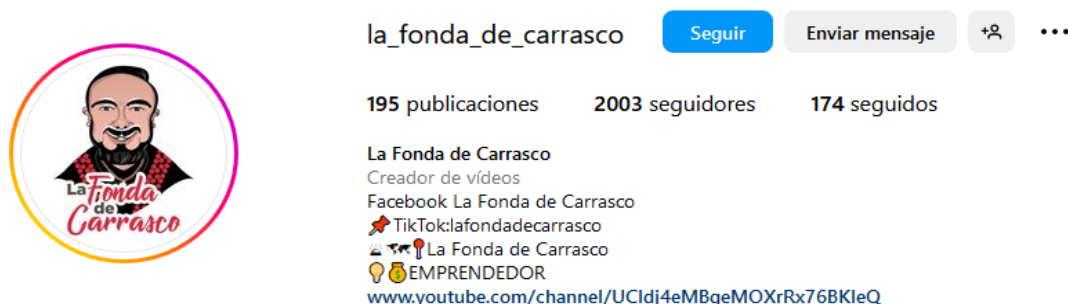 la_fonda_de_carrasco Seguir Enviar mensaje
195 publicaciones 2003 seguidores 174 seguidos
La Fonda de Carrasco
Creador de vídeos
Facebook La Fonda de Carrasco
📌TikTok:lafondadecarrasco
La Fonda de Carrasco
💡💰EMPRENDEDOR
www.youtube.com/channel/UCIdj4eMBgeMOXrRx76BKIeQ
La Fonda
de
Carrasco